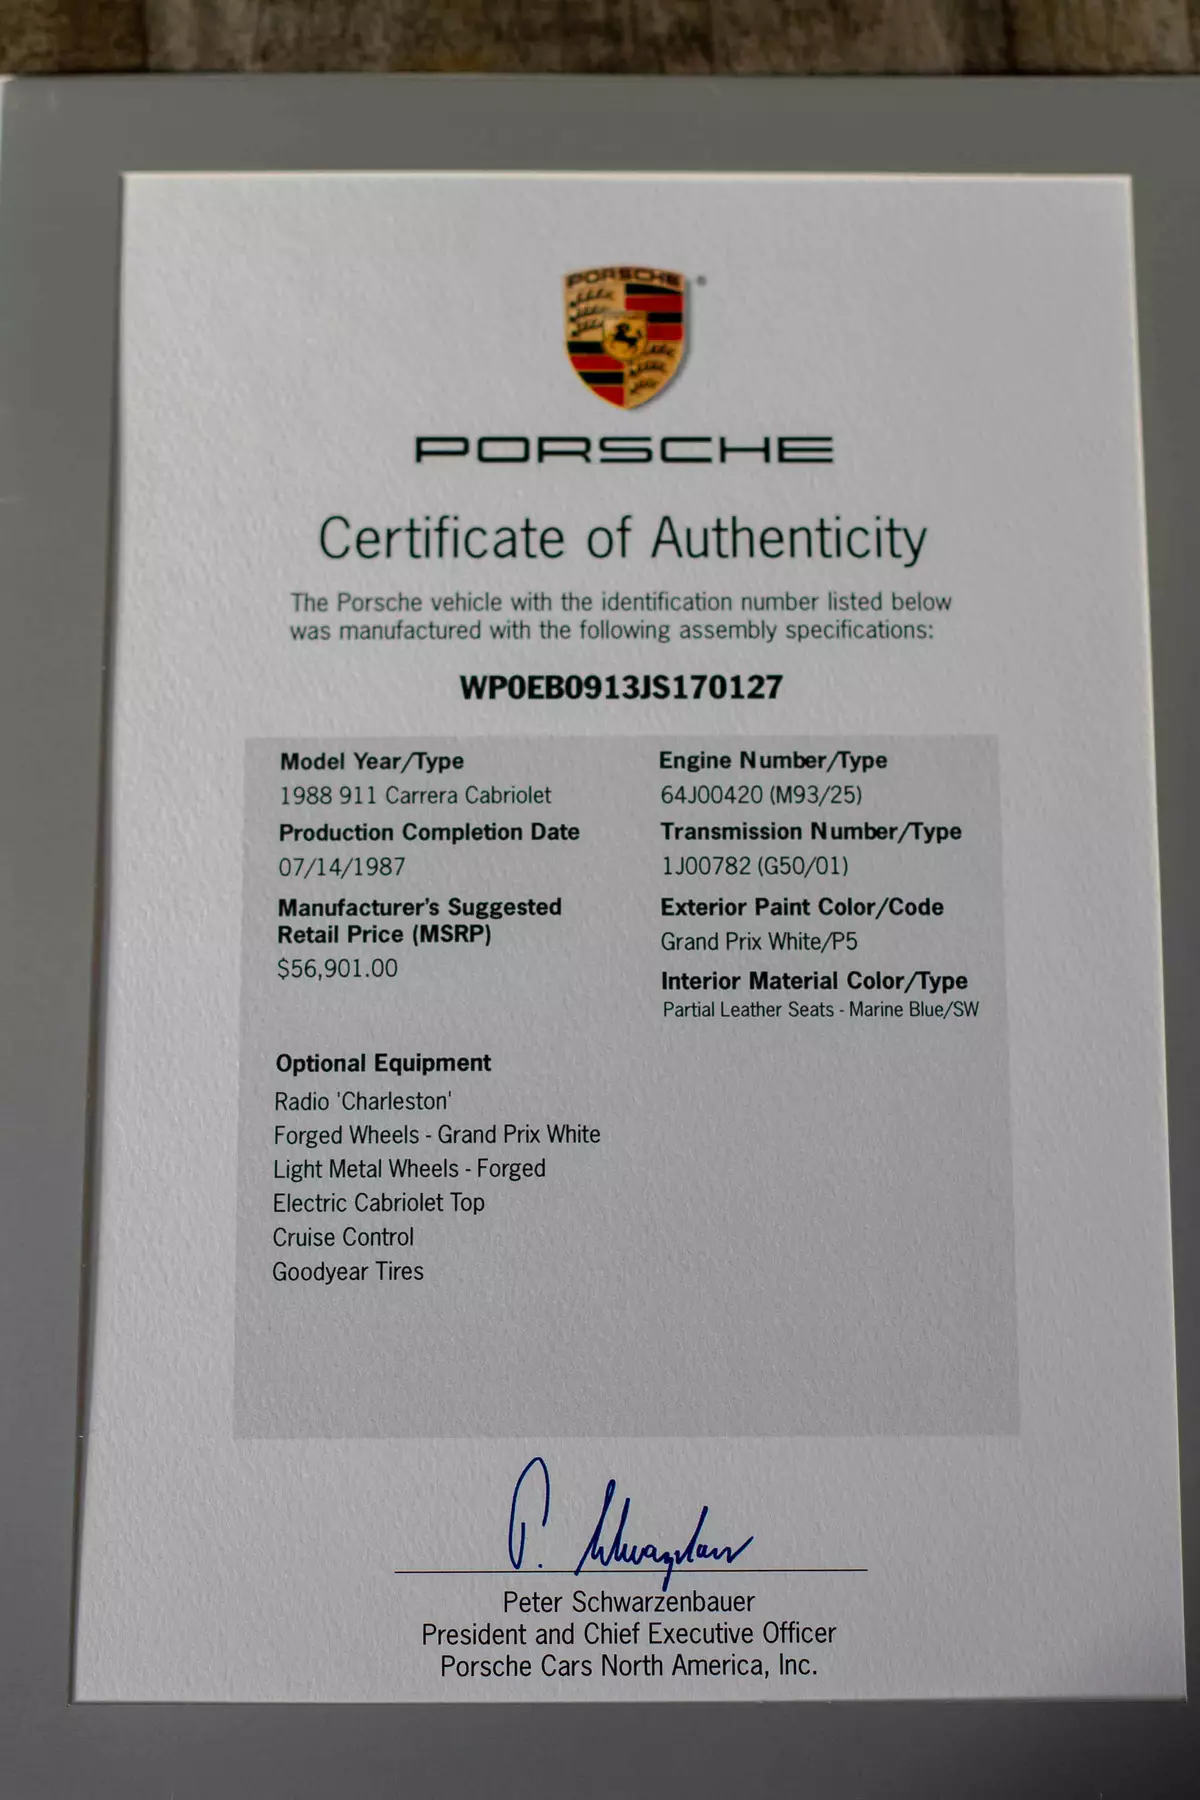 PORSCHE
PORSCHE
Certificate of Authenticity
The Porsche vehicle with the identification number listed below
was manufactured with the following assembly specifications:
WP0EB0913JS170127
Model Year/Type
1988 911 Carrera Cabriolet
Production Completion Date
07/14/1987
Manufacturer's Suggested
Retail Price (MSRP)
$56,901.00
Engine Number/Type
64J00420 (M93/25)
Transmission Number/Type
1J00782 (G50/01)
Exterior Paint Color/Code
Grand Prix White/P5
Interior Material Color/Type
Partial Leather Seats - Marine Blue/SW
Optional Equipment
Radio 'Charleston'
Forged Wheels - Grand Prix White
Light Metal Wheels - Forged
Electric Cabriolet Top
Cruise Control
Goodyear Tires
Peter Schwarzenbauer
President and Chief Executive Officer
Porsche Cars North America, Inc.